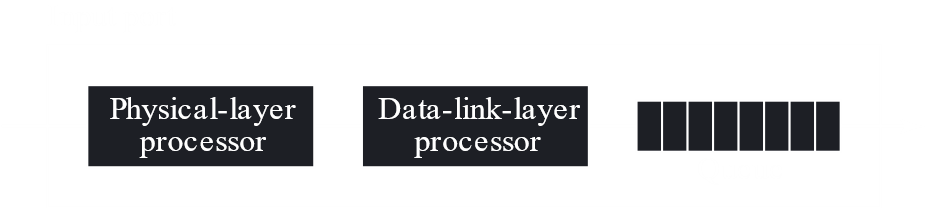 Physical-layer
processor
Data-link-layer
processor